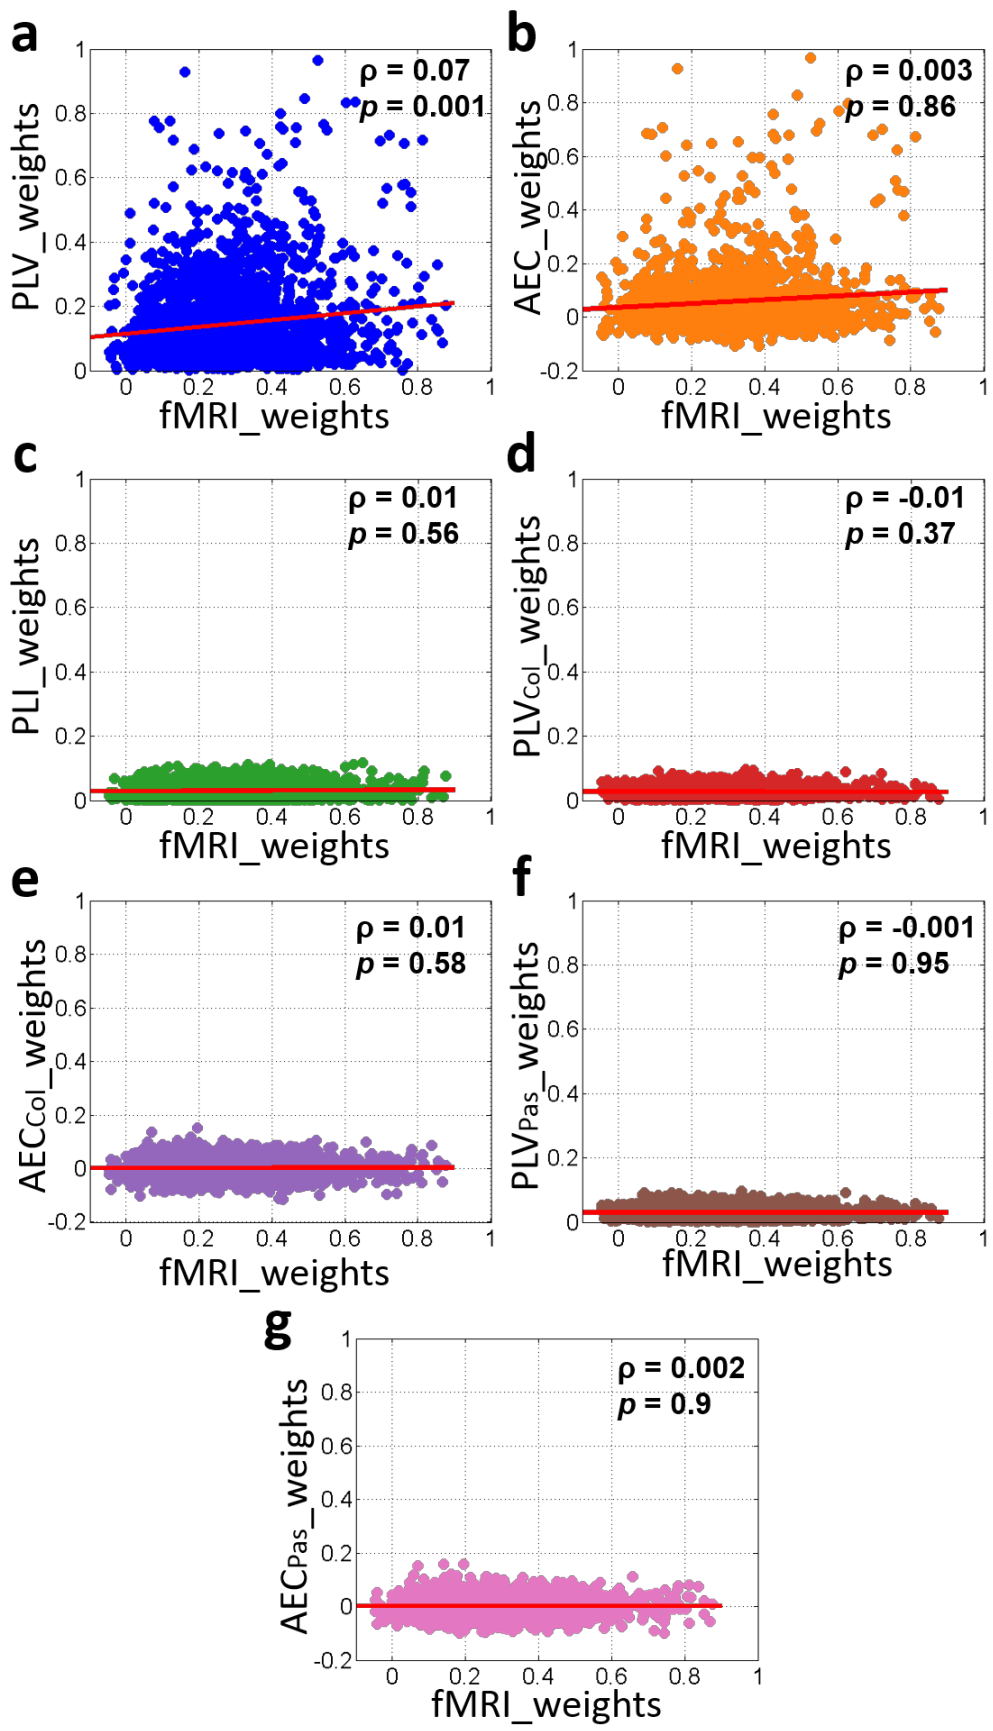 a
PLV_weights
1
0.8
0.6
0.4
0.2
0
ρ = 0.07
p = 0.001
0 0.2 0.4 0.6 0.8 1
fMRI_weights
b
AEC_weights
1
0.8
0.6
0.4
0.2
0
-0.2
ρ = 0.003
p = 0.86
0 0.2 0.4 0.6 0.8 1
fMRI_weights
c
PLI_weights
1
0.8
0.6
0.4
0.2
0
ρ = 0.01
p = 0.56
0 0.2 0.4 0.6 0.8 1
fMRI_weights
d
PLVCol_weights
1
0.8
0.6
0.4
0.2
0
ρ = -0.01
p = 0.37
0 0.2 0.4 0.6 0.8 1
fMRI_weights
e
AECCol_weights
1
0.8
0.6
0.4
0.2
0
-0.2
ρ = 0.01
p = 0.58
0 0.2 0.4 0.6 0.8 1
fMRI_weights
f
PLVPas_weights
1
0.8
0.6
0.4
0.2
0
ρ = -0.001
p = 0.95
0 0.2 0.4 0.6 0.8 1
fMRI_weights
g
AECPas_weights
1
0.8
0.6
0.4
0.2
0
-0.2
ρ = 0.002
p = 0.9
0 0.2 0.4 0.6 0.8 1
fMRI_weights